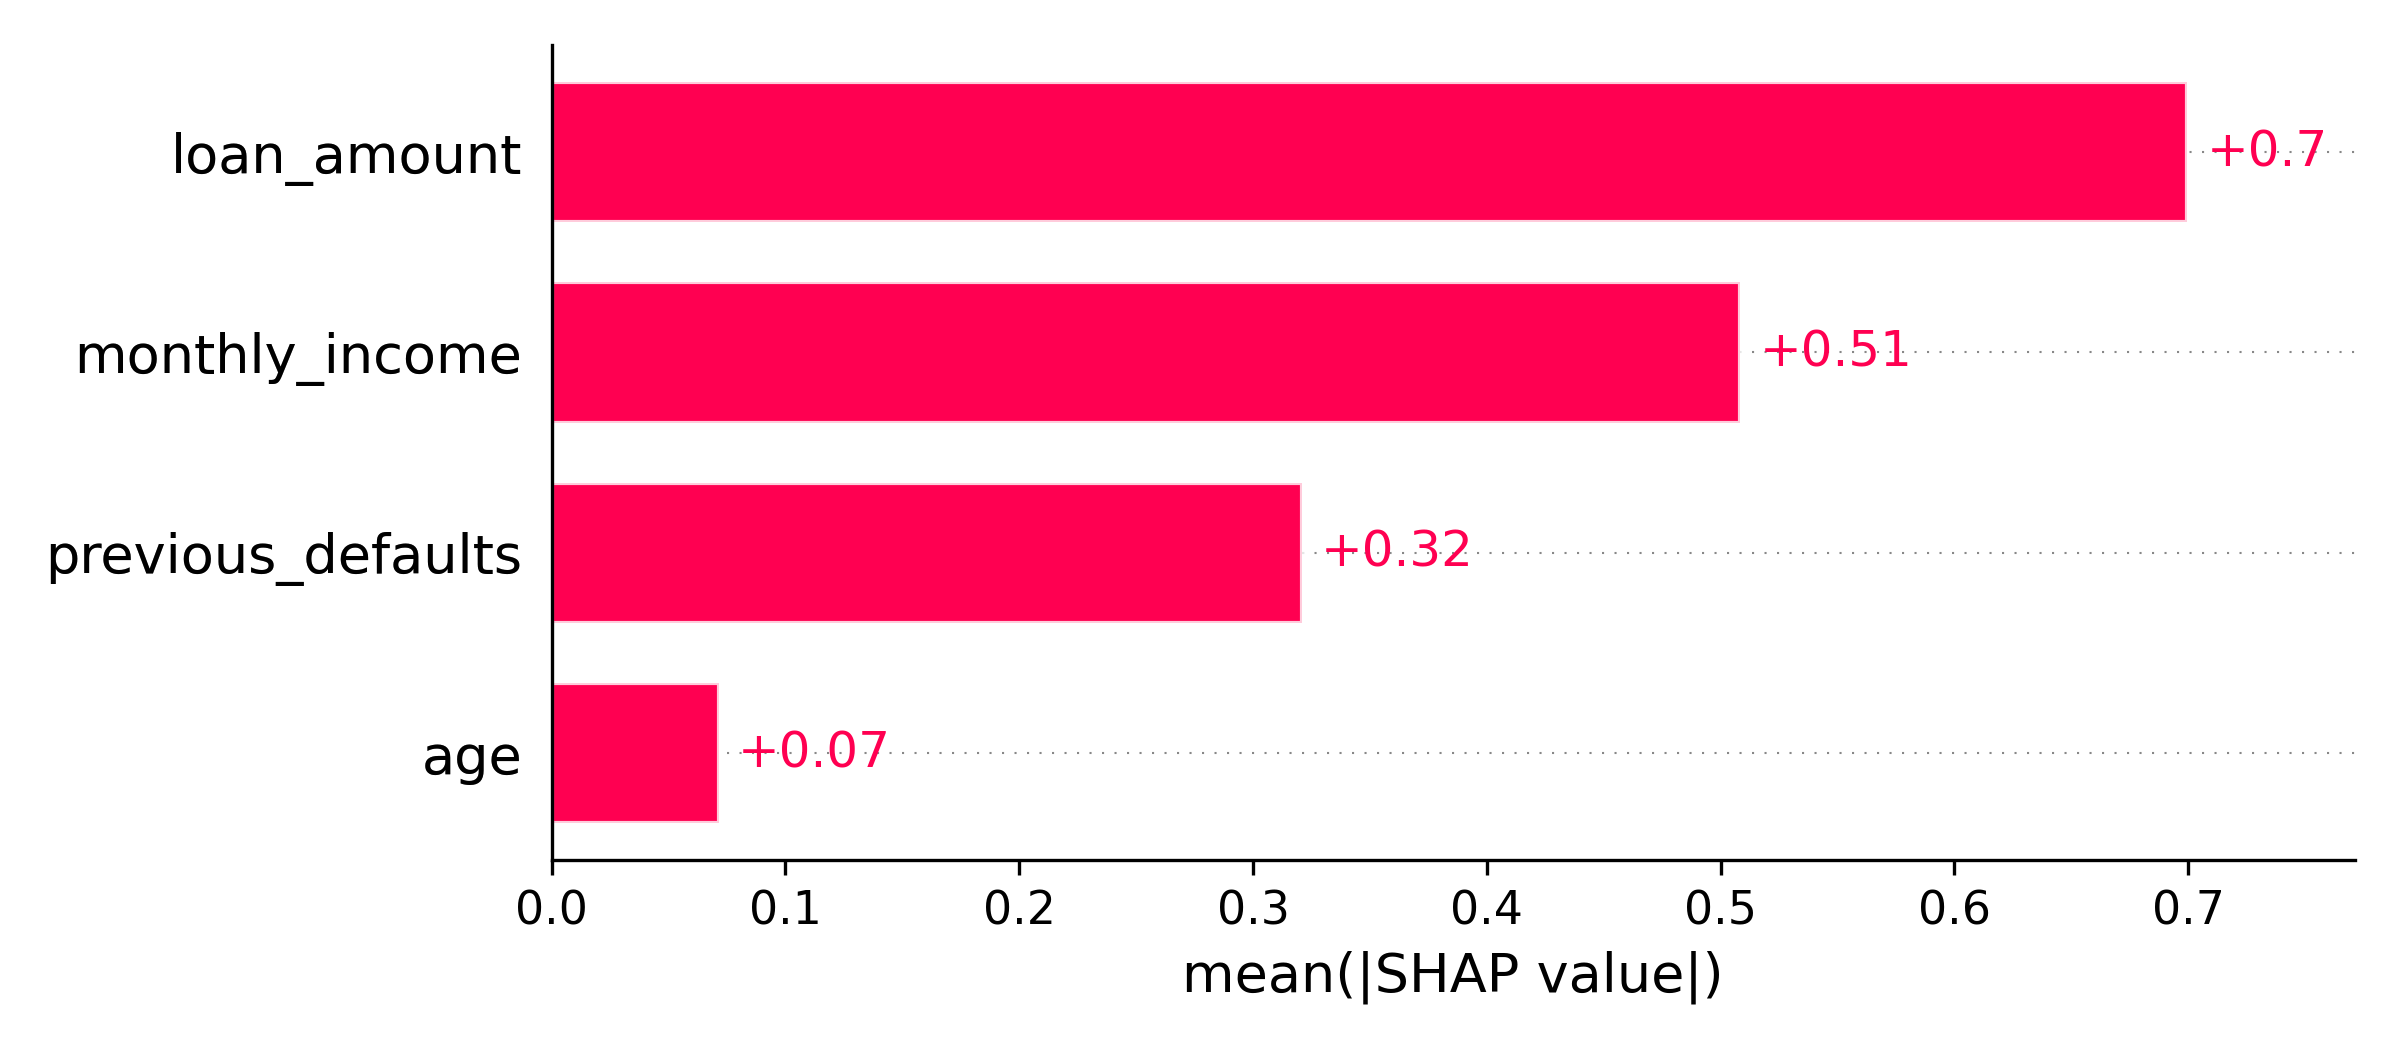 loan_amount +0.7
monthly_income +0.51
previous_defaults +0.32
age +0.07
0.0 0.1 0.2 0.3 0.4 0.5 0.6 0.7
mean(|SHAP value|)